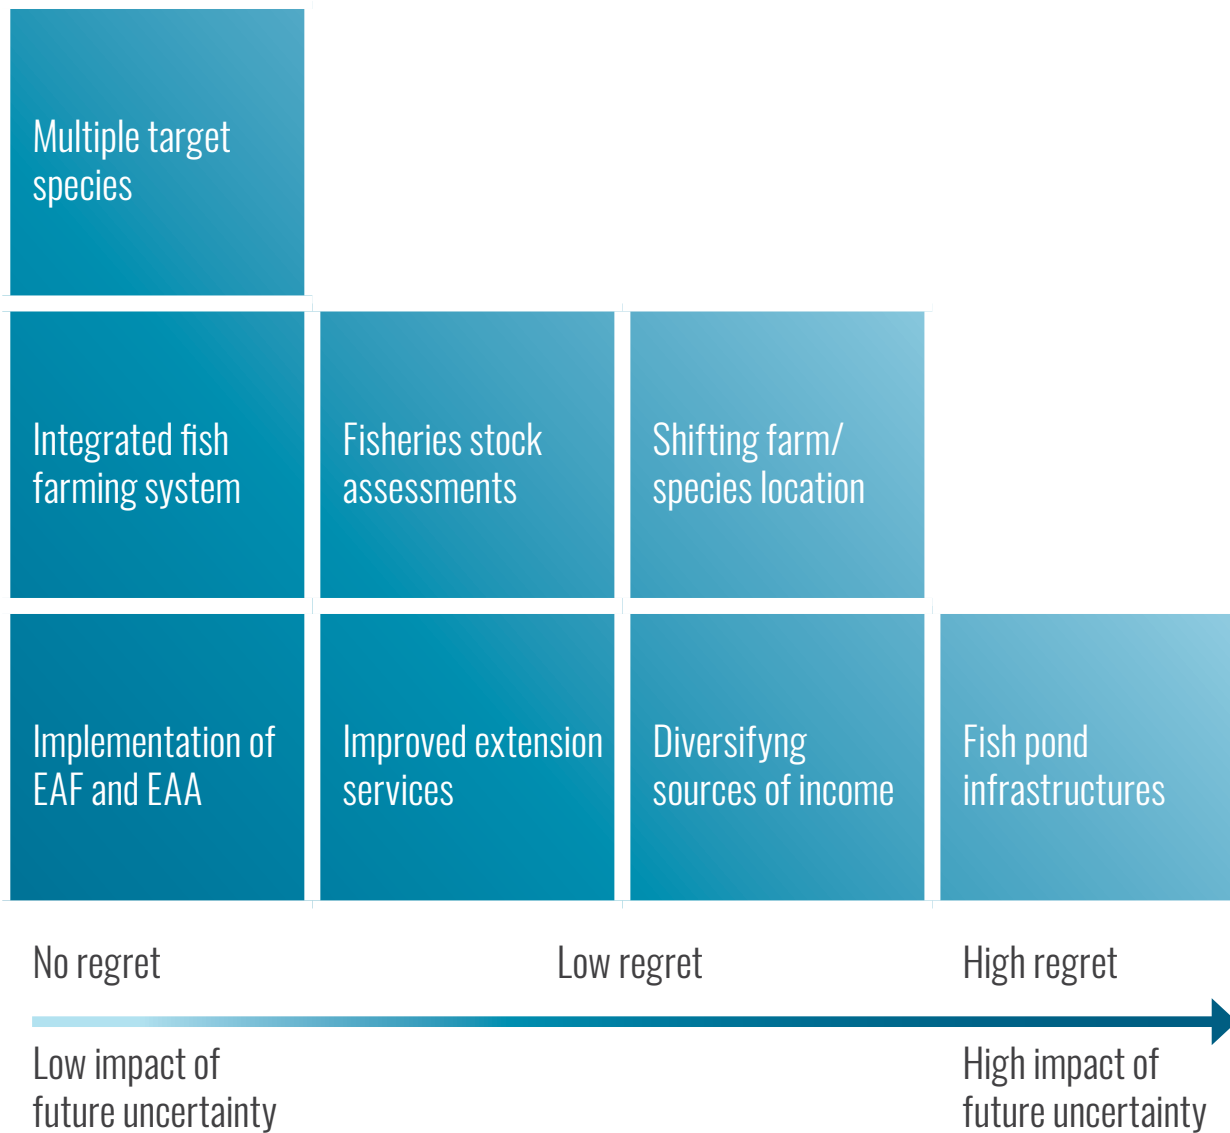 Multiple target
species
Integrated fish
farming system
Fisheries stock
assessments
Shifting farm/
species location
Implementation of
EAF and EAA
Improved extension
services
Diversifyng
sources of income
Fish pond
infrastructures
No regret
Low regret
High regret
Low impact of
future uncertainty
High impact of
future uncertainty